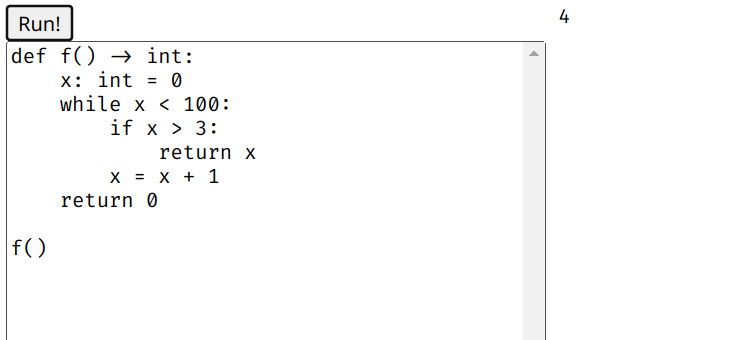 Run!
4
def f() → int:
    x: int = 0
    while x < 100:
        if x > 3:
            return x
        x = x + 1
    return 0

f()